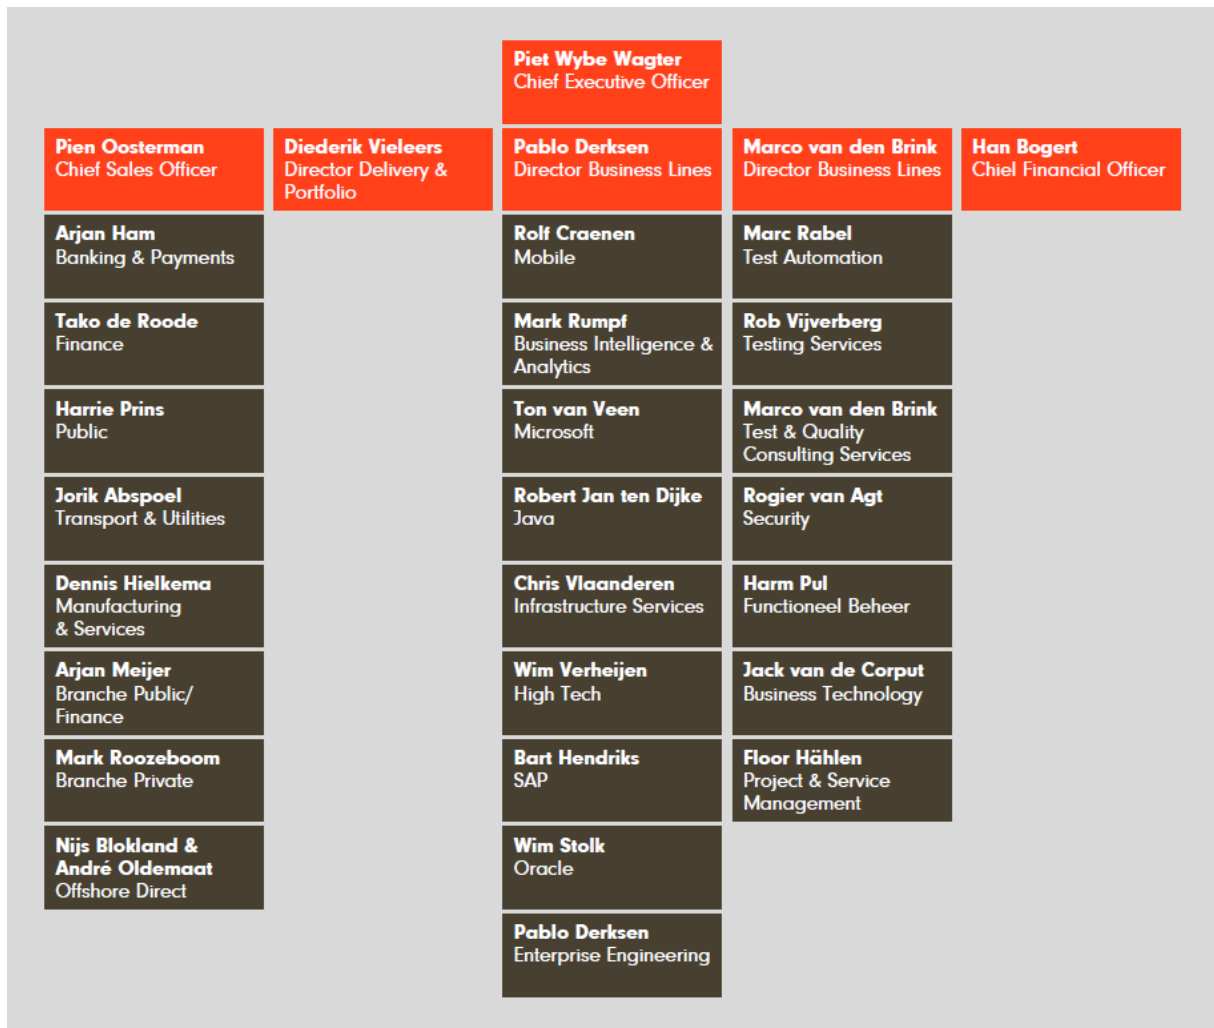 Piet Wybe Wagter
Chief Executive Officer
Pien Oosterman
Chief Sales Officer
Diederik Vieleers
Director Delivery &
Portfolio
Pablo Derksen
Director Business Lines
Marco van den Brink
Director Business Lines
Han Bogert
Chiel Financial Officer
Arjan Ham
Banking & Payments
Tako de Roode
Finance
Harrie Prins
Public
Jorik Abspoel
Transport & Utilities
Dennis Hielkema
Manufacturing
& Services
Arjan Meijer
Branche Public/
Finance
Mark Roozeboom
Branche Private
Nijs Blokland &
André Oldemaat
Offshore Direct
Rolf Craenen
Mobile
Mark Rumpf
Business Intelligence &
Analytics
Ton van Veen
Microsoft
Robert Jan ten Dijke
Java
Chris Vlaanderen
Infrastructure Services
Wim Verheijen
High Tech
Bart Hendriks
SAP
Wim Stolk
Oracle
Pablo Derksen
Enterprise Engineering
Marc Rabel
Test Automation
Rob Vijverberg
Testing Services
Marco van den Brink
Test & Quality
Consulting Services
Rogier van Agt
Security
Harm Pul
Functioneel Beheer
Jack van de Corput
Business Technology
Floor Hählen
Project & Service
Management